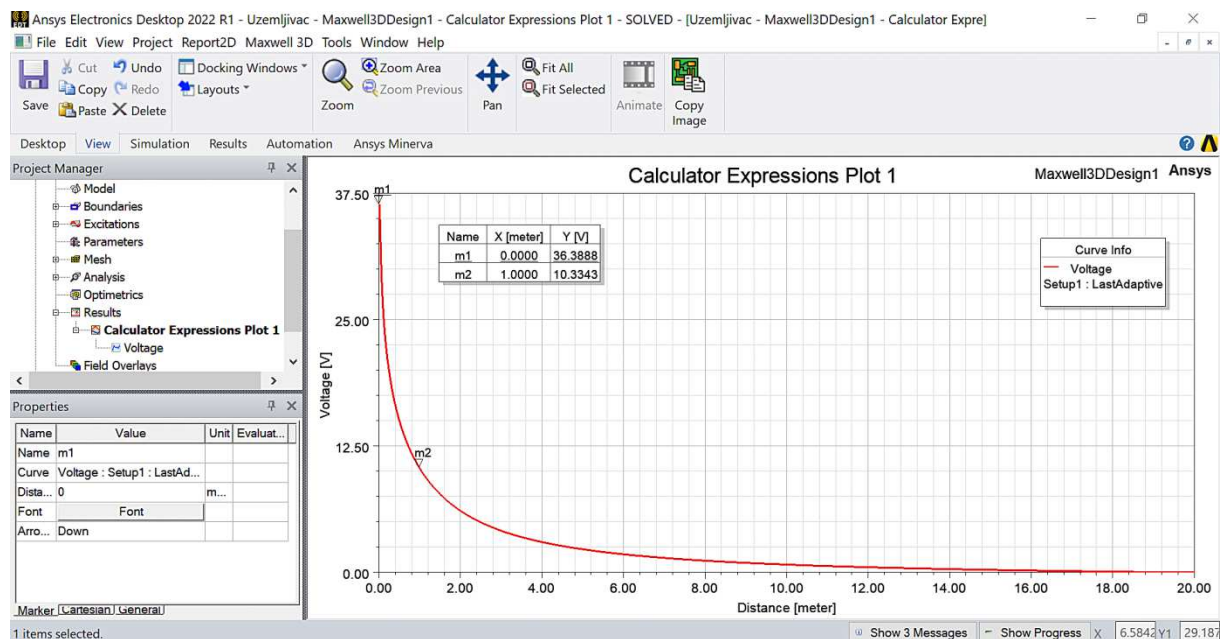 Ansys Electronics Desktop 2022 R1 - Uzemljivac - Maxwell3DDesign1 - Calculator Expressions Plot 1 - SOLVED - [Uzemljivac - Maxwell3DDesign1 - Calculator Expre]
File Edit View Project Report2D Maxwell 3D Tools Window Help
Save
Cut Undo
Copy Redo
Paste Delete
Docking Windows
Layouts
Zoom
Zoom Area
Zoom Previous
Pan
Fit All
Fit Selected
Animate
Copy Image
Desktop View Simulation Results Automation Ansys Minerva
Project Manager
Model
Boundaries
Excitations
Parameters
Mesh
Analysis
Optimetrics
Results
Calculator Expressions Plot 1
Voltage
Field Overlays
Properties
Name Value Unit Evaluat...
Name m1
Curve Voltage : Setup1 : LastAd...
Dista... 0 m...
Font Font
Arro... Down
Marker Cartesian General
1 items selected.
Calculator Expressions Plot 1
Maxwell3DDesign1 Ansys
m1
Name X [meter] Y [V]
m1 0.0000 36.3888
m2 1.0000 10.3343
Curve Info
Voltage
Setup1 : LastAdaptive
37.50
25.00
12.50
0.00
Voltage [V]
m2
0.00 2.00 4.00 6.00 8.00 10.00 12.00 14.00 16.00 18.00 20.00
Distance [meter]
Show 3 Messages Show Progress X 6.5842 Y1 29.187